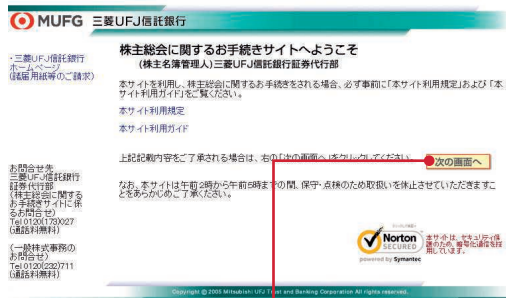 MUFG 三菱UFJ信託銀行
・三菱UFJ信託銀行
ホームページ
(諸届用紙等のご請求)
お問合せ先
三菱UFJ信託銀行
証券代行部
(株主総会に関する
お手続きサイトに係
るお問合せ)
Tel 0120(173)027
(通話料無料)
(一般株式事務の
お問合せ)
Tel 0120(232)711
(通話料無料)
株主総会に関するお手続きサイトへようこそ
(株主名簿管理人)三菱UFJ信託銀行証券代行部
本サイトを利用し、株主総会に関するお手続きをされる場合、必ず事前に「本サイト利用規定」および「本
サイト利用ガイド」をご覧ください。
本サイト利用規定
本サイト利用ガイド
上記記載内容をご了承される場合は、右の「次の画面へ」をクリックしてください。
次の画面へ
なお、本サイトは午前2時から午前5時までの間、保守・点検のため取扱いを休止させていただきますこ
とをあらかじめご了承ください。
Norton
SECURED
powered by Symantec
本サイトは、セキュリティ保
護のため、暗号化通信を採
用しています。
Copyright © 2005 Mitsubishi UFJ Trust and Banking Corporation All rights reserved.